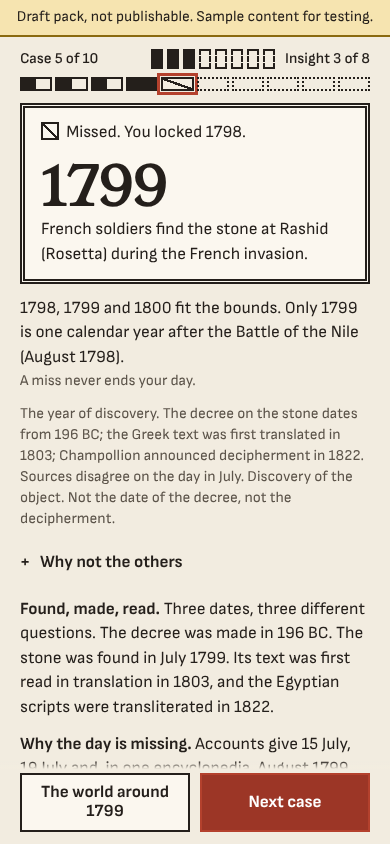 Draft pack, not publishable. Sample content for testing.
Case 5 of 10
Insight 3 of 8
Missed. You locked 1798.
1799
French soldiers find the stone at Rashid
(Rosetta) during the French invasion.
1798, 1799 and 1800 fit the bounds. Only 1799
is one calendar year after the Battle of the Nile
(August 1798).
A miss never ends your day.
The year of discovery. The decree on the stone dates
from 196 BC; the Greek text was first translated in
1803; Champollion announced decipherment in 1822.
Sources disagree on the day in July. Discovery of the
object. Not the date of the decree, not the
decipherment.
+ Why not the others
Found, made, read. Three dates, three different
questions. The decree was made in 196 BC. The
stone was found in July 1799. Its text was first
read in translation in 1803, and the Egyptian
scripts were transliterated in 1822.
Why the day is missing. Accounts give 15 July,
19 July and, in one encyclopedia, August 1799.
The world around
1799
Next case